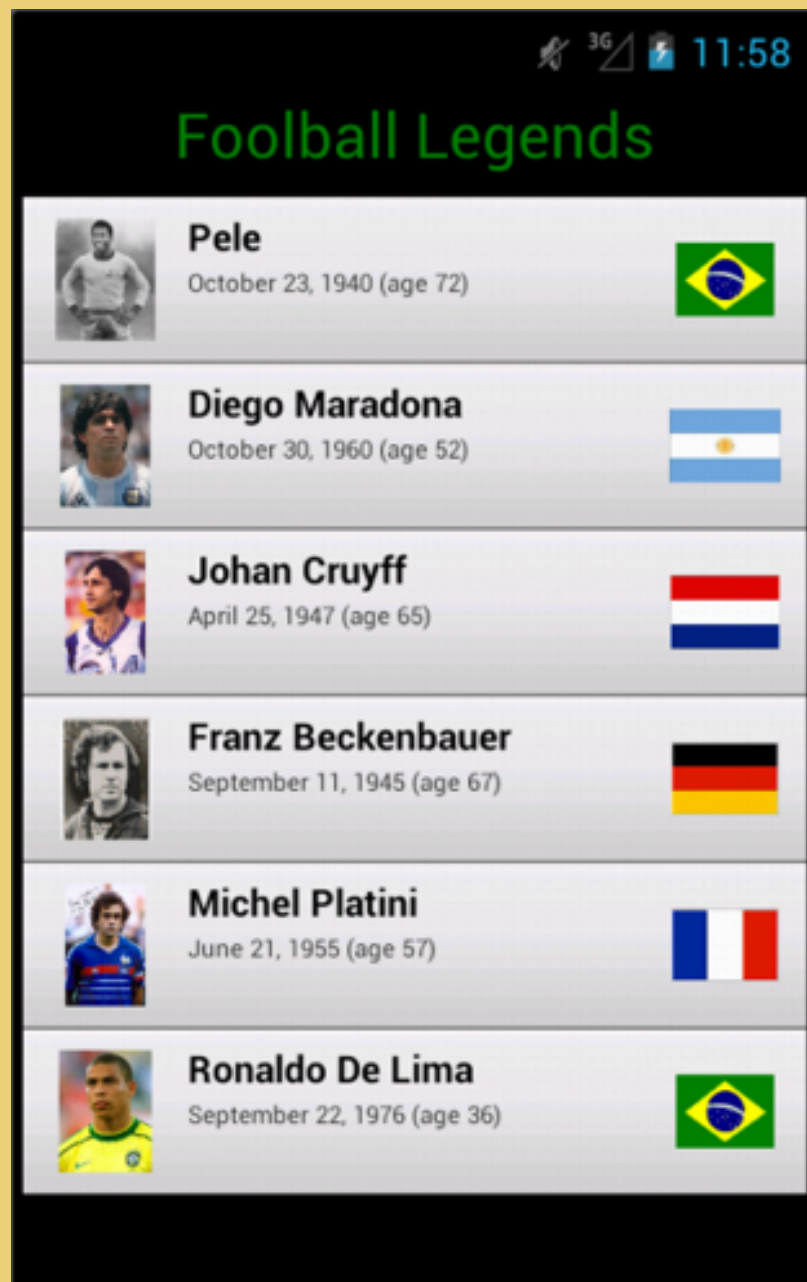 3G 11:58
Foolball Legends
Pele
October 23, 1940 (age 72)
Diego Maradona
October 30, 1960 (age 52)
Johan Cruyff
April 25, 1947 (age 65)
Franz Beckenbauer
September 11, 1945 (age 67)
Michel Platini
June 21, 1955 (age 57)
Ronaldo De Lima
September 22, 1976 (age 36)